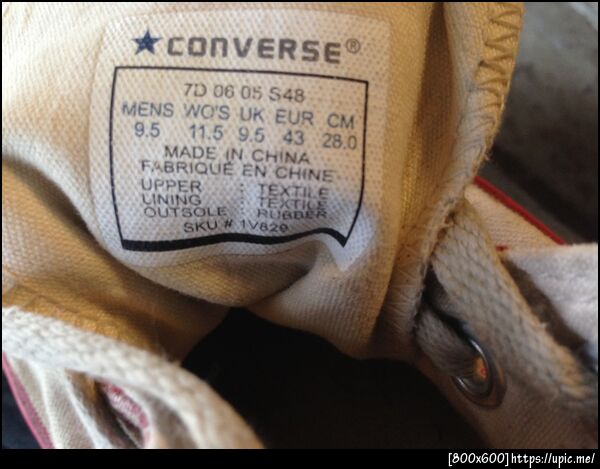 ★CONVERSE®
7D 06 05 S48
MENS WO'S UK EUR CM
9.5 11.5 9.5 43 28.0
MADE IN CHINA
FABRIQUE EN CHINE
UPPER : TEXTILE
LINING : TEXTILE
OUTSOLE : RUBBER
SKU # 1V829
[800x600]https://upic.me/